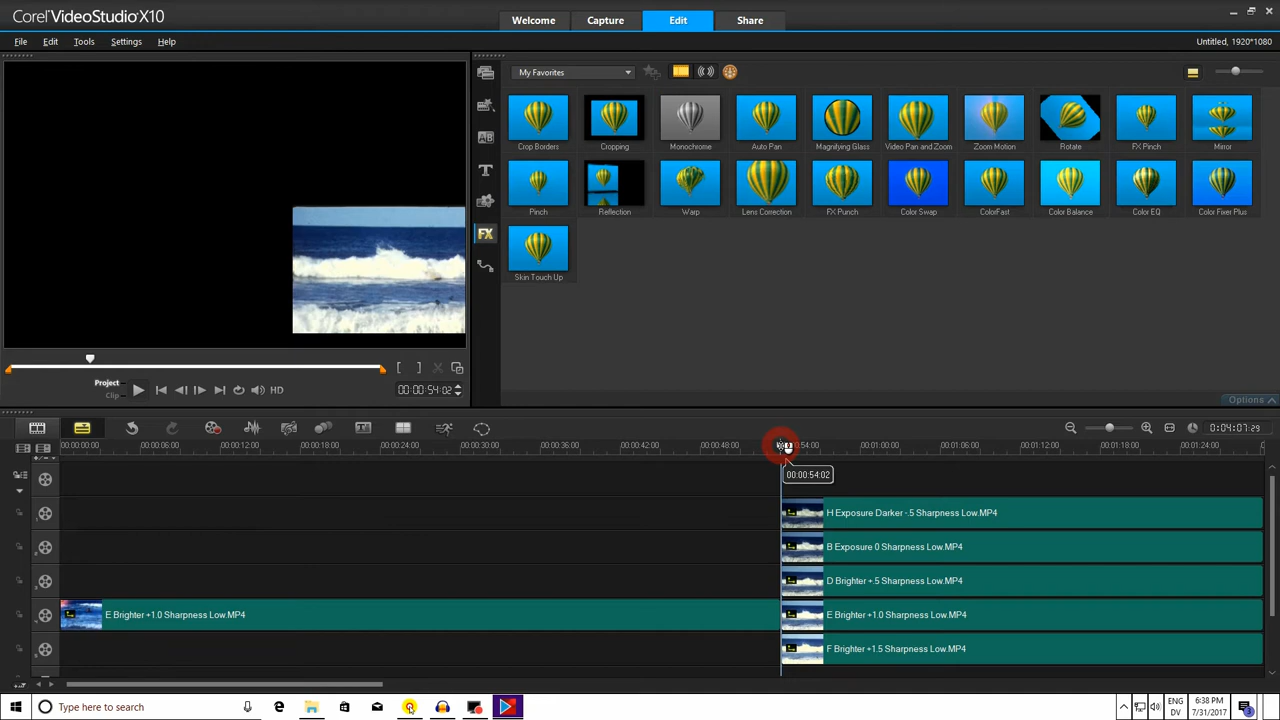 Corel VideoStudio X10
Welcome
Capture
Edit
Share
File
Edit
Tools
Settings
Help
Untitled, 1920*1080
My Favorites
Crop Borders
Cropping
Monochrome
Auto Pan
Magnifying Glass
Video Pan and Zoom
Zoom Motion
Rotate
FX Pinch
Mirror
Pinch
Reflection
Warp
Lens Correction
FX Punch
Color Swap
ColorFast
Color Balance
Color EQ
Color Fixer Plus
Skin Touch Up
Project
Clip
HD
00:00:54:02
Options
0:04:07:29
00:00:00:00
00:00:06:00
00:00:12:00
00:00:18:00
00:00:24:00
00:00:30:00
00:00:36:00
00:00:42:00
00:00:48:00
54:00
00:01:00:00
00:01:06:00
00:01:12:00
00:01:18:00
00:01:24:00
00:00:54:02
H Exposure Darker -.5 Sharpness Low.MP4
B Exposure 0 Sharpness Low.MP4
D Brighter +.5 Sharpness Low.MP4
E Brighter +1.0 Sharpness Low.MP4
E Brighter +1.0 Sharpness Low.MP4
F Brighter +1.5 Sharpness Low.MP4
Type here to search
ENG
DV
6:38 PM
7/31/2017